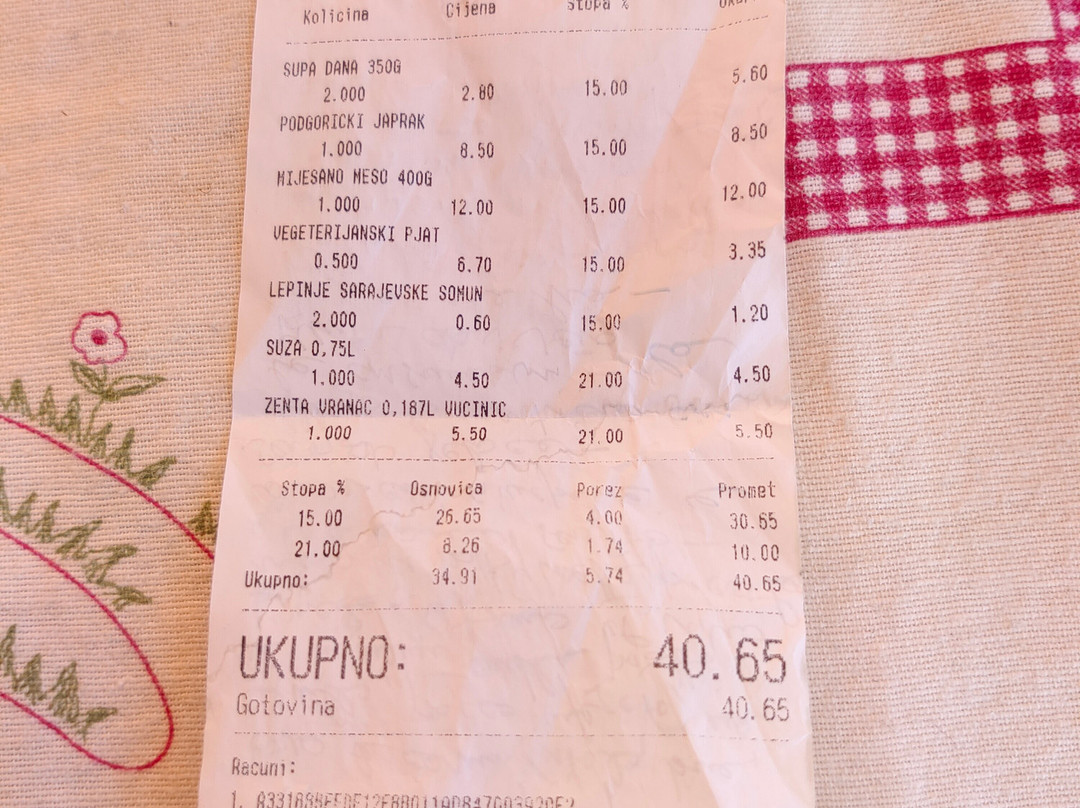 Kolicina Cijena Stopa %
SUPA DANA 350G
2.000 2.80 15.00 5.60
PODGORICKI JAPRAK
1.000 8.50 15.00 8.50
MIJESANO MESO 400G
1.000 12.00 15.00 12.00
VEGETERIJANSKI PJAT
0.500 6.70 15.00 3.35
LEPINJE SARAJEVSKE SOMUN
2.000 0.60 15.00 1.20
SUZA 0,75L
1.000 4.50 21.00 4.50
ZENTA VRANAC 0,187L VUCINIC
1.000 5.50 21.00 5.50
Stopa % Osnovica Porez Promet
15.00 26.65 4.00 30.65
21.00 8.26 1.74 10.00
Ukupno: 34.91 5.74 40.65
UKUPNO: 40.65
Gotovina 40.65
Racuni:
1.